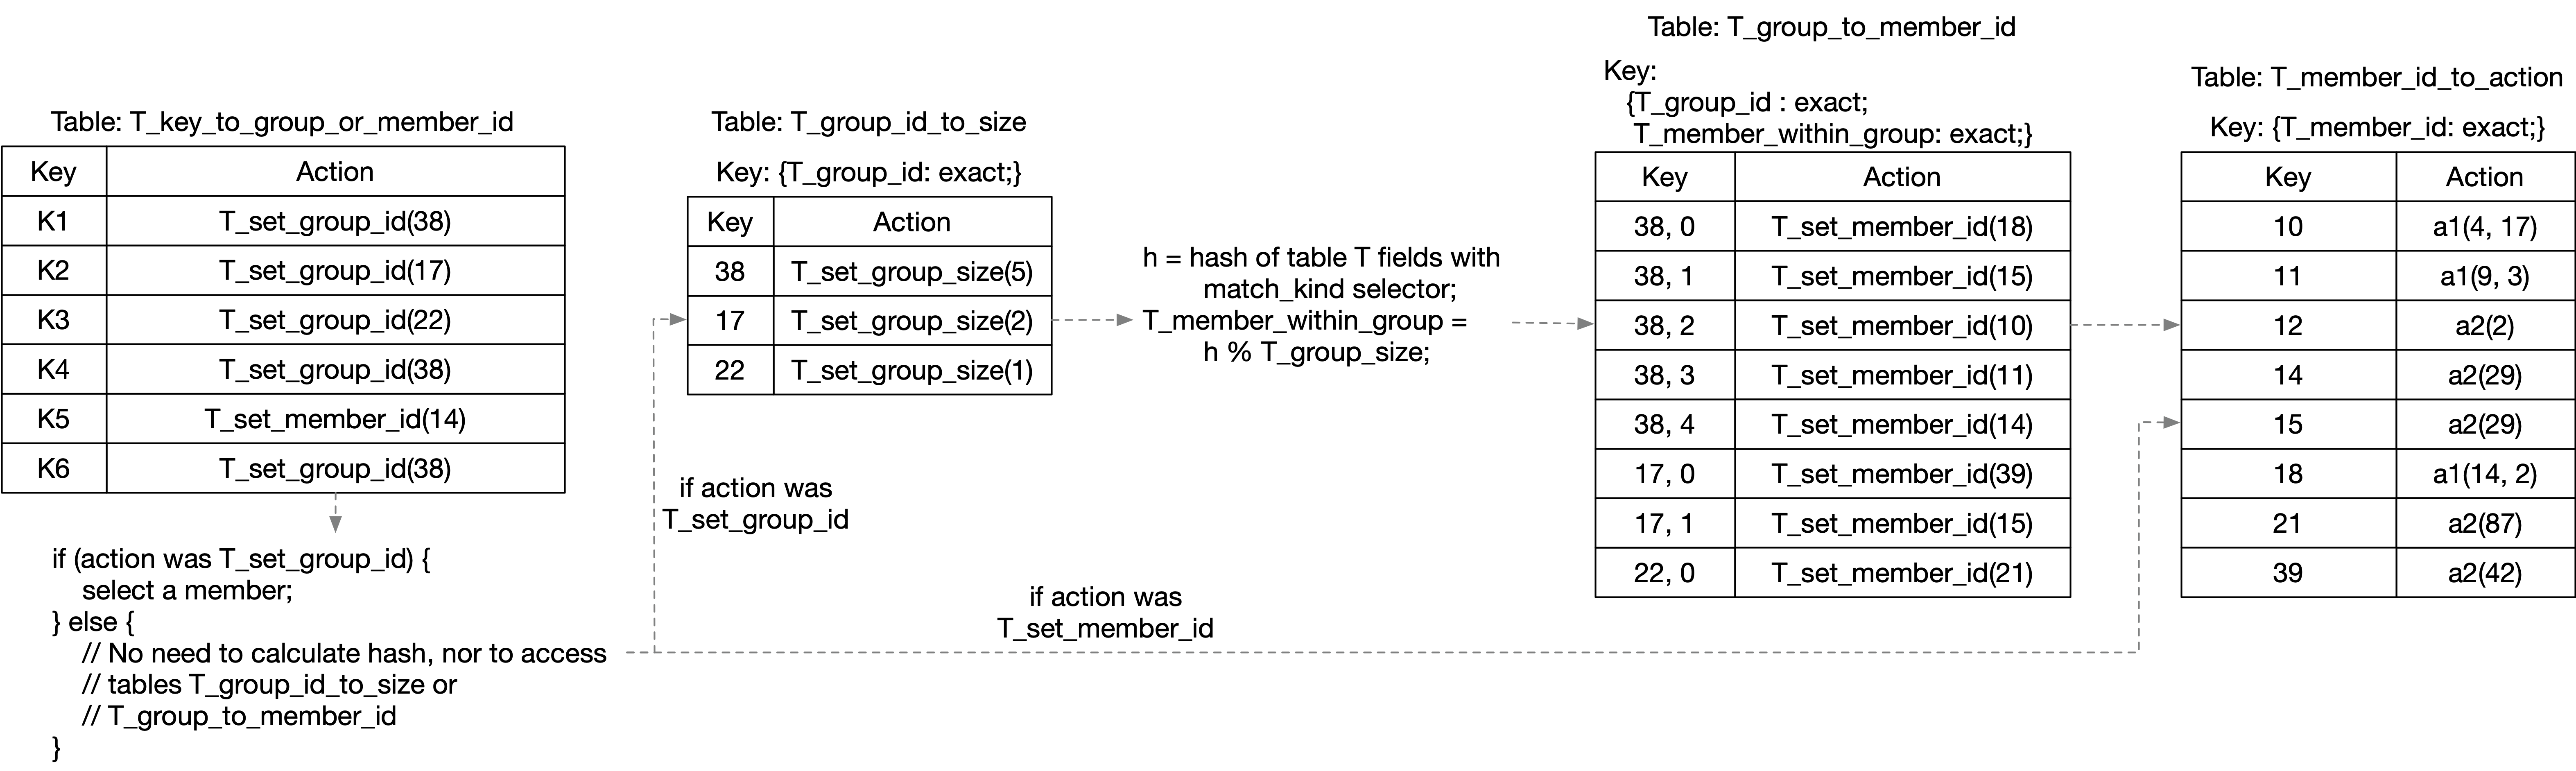 Table: T_key_to_group_or_member_id
Key Action
K1 T_set_group_id(38)
K2 T_set_group_id(17)
K3 T_set_group_id(22)
K4 T_set_group_id(38)
K5 T_set_member_id(14)
K6 T_set_group_id(38)
if (action was T_set_group_id) {
select a member;
} else {
// No need to calculate hash, nor to access
// tables T_group_id_to_size or
// T_group_to_member_id
}
if action was
T_set_group_id
if action was
T_set_member_id
Table: T_group_id_to_size
Key: {T_group_id: exact;}
Key Action
38 T_set_group_size(5)
17 T_set_group_size(2)
22 T_set_group_size(1)
h = hash of table T fields with
match_kind selector;
T_member_within_group =
h % T_group_size;
Table: T_group_to_member_id
Key:
{T_group_id : exact;
T_member_within_group: exact;}
Key Action
38, 0 T_set_member_id(18)
38, 1 T_set_member_id(15)
38, 2 T_set_member_id(10)
38, 3 T_set_member_id(11)
38, 4 T_set_member_id(14)
17, 0 T_set_member_id(39)
17, 1 T_set_member_id(15)
22, 0 T_set_member_id(21)
Table: T_member_id_to_action
Key: {T_member_id: exact;}
Key Action
10 a1(4, 17)
11 a1(9, 3)
12 a2(2)
14 a2(29)
15 a2(29)
18 a1(14, 2)
21 a2(87)
39 a2(42)